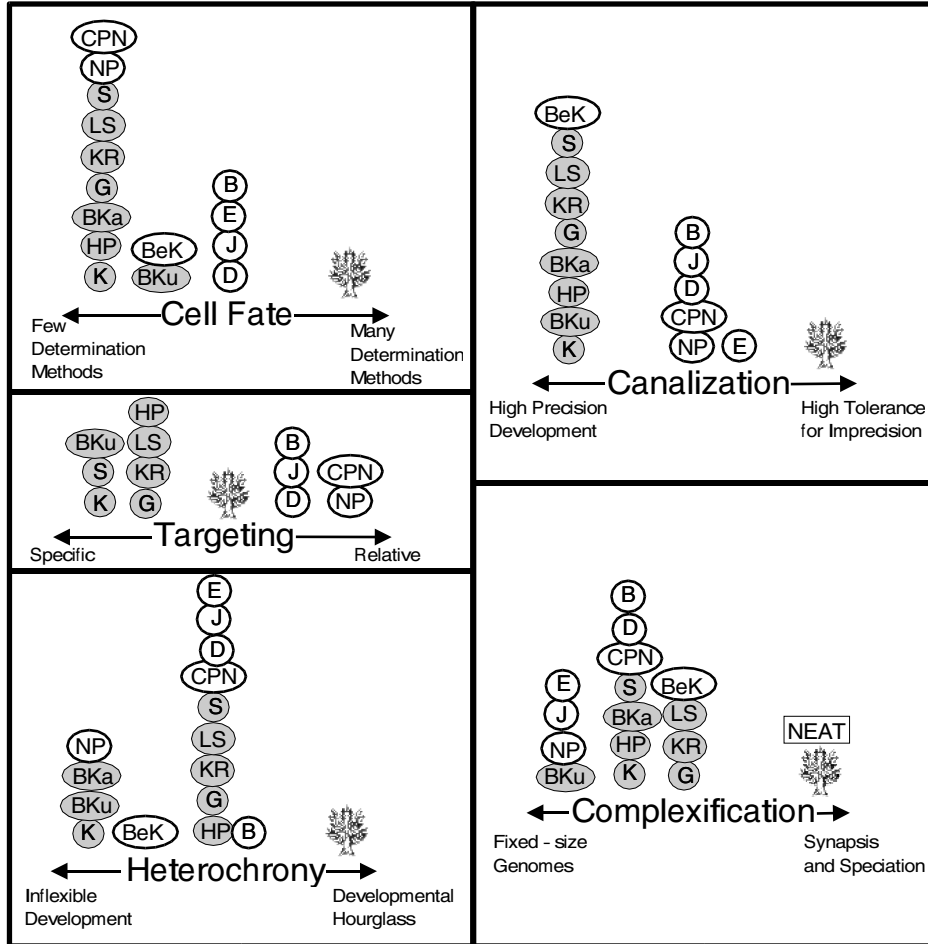 CPN
NP
S
LS
KR
G
BKa
HP
K
BeK
BKu
B
E
J
D
Cell Fate
Few
Determination
Methods
Many
Determination
Methods
HP
BKu
LS
S
KR
K
G
B
J
D
CPN
NP
Targeting
Specific
Relative
E
J
D
CPN
S
LS
KR
G
HP
B
NP
BKa
BKu
K
BeK
Heterochrony
Inflexible
Development
Developmental
Hourglass
BeK
S
LS
KR
G
BKa
HP
BKu
K
B
J
D
CPN
NP
E
Canalization
High Precision
Development
High Tolerance
for Imprecision
E
J
NP
BKu
B
D
CPN
S
BKa
HP
K
BeK
LS
KR
G
NEAT
Complexification
Fixed - size
Genomes
Synapsis
and Speciation